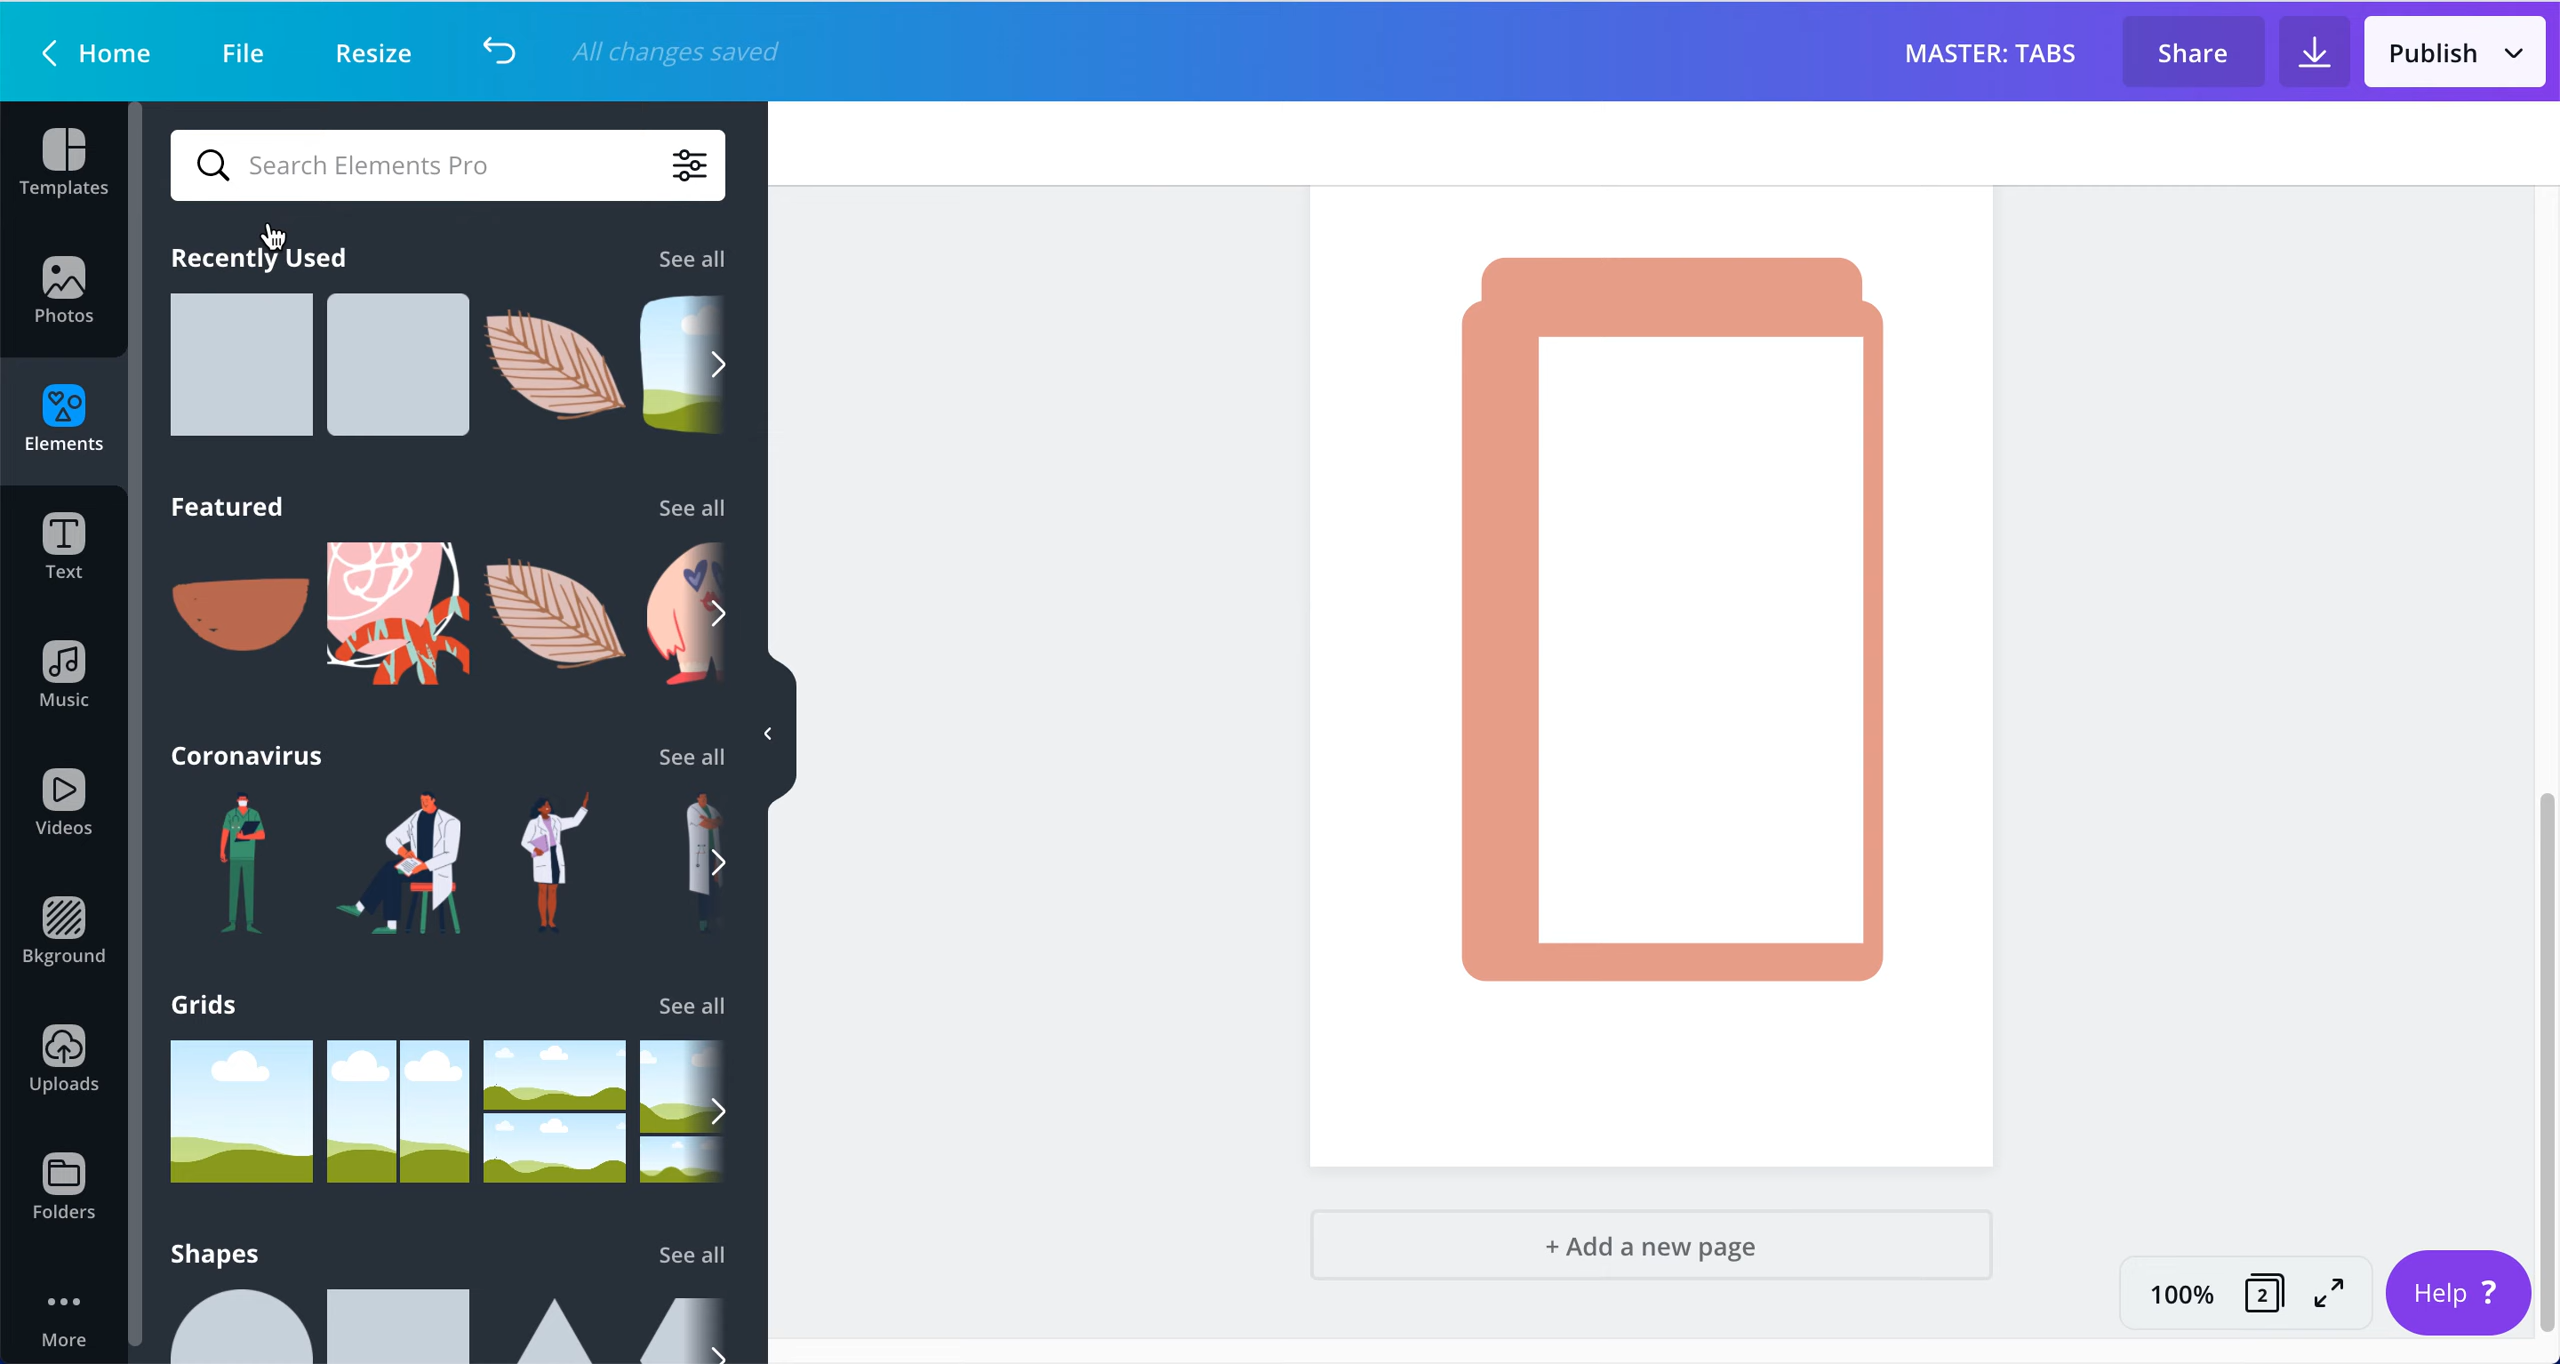 Home File Resize All changes saved MASTER: TABS Share Publish
Templates
Photos
Elements
Text
Music
Videos
Bkground
Uploads
Folders
More
Search Elements Pro
Recently Used See all
Featured See all
Coronavirus See all
Grids See all
Shapes See all
+ Add a new page
100% 2 Help ?